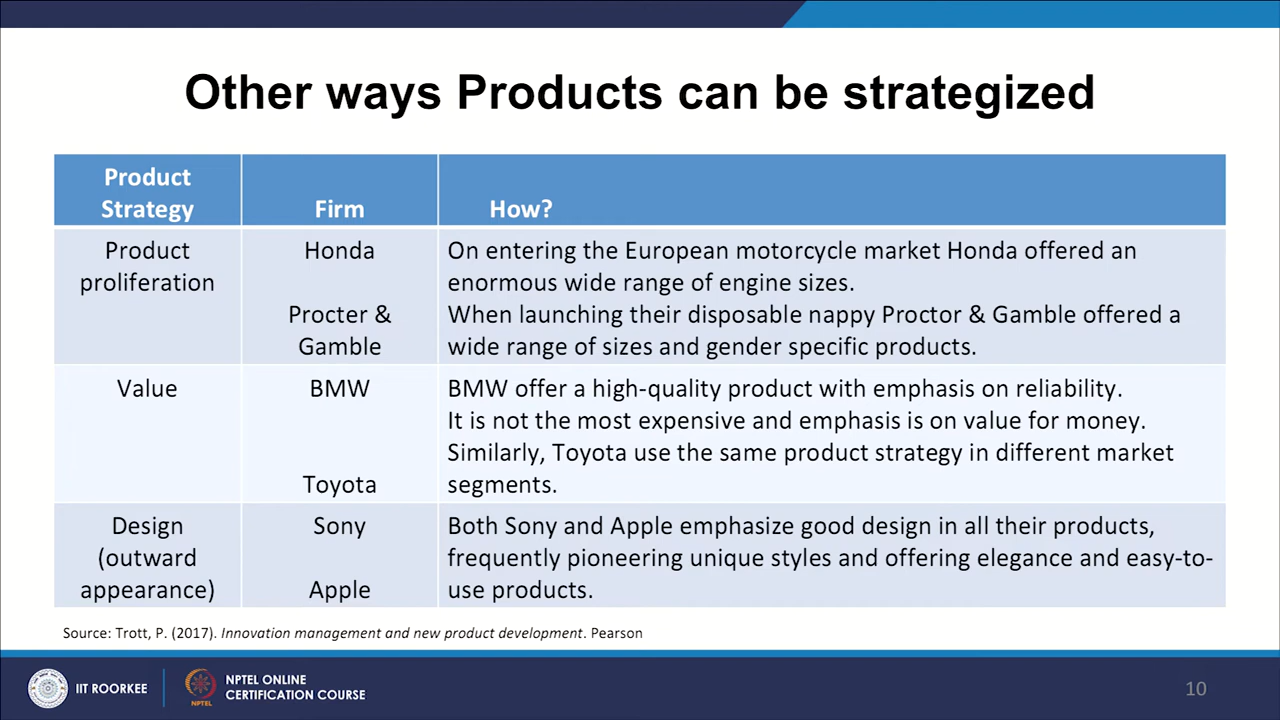 Other ways Products can be strategized
Product
Strategy
Firm
How?
Product
proliferation
Honda
Procter &
Gamble
On entering the European motorcycle market Honda offered an
enormous wide range of engine sizes.
When launching their disposable nappy Proctor & Gamble offered a
wide range of sizes and gender specific products.
Value
BMW
Toyota
BMW offer a high-quality product with emphasis on reliability.
It is not the most expensive and emphasis is on value for money.
Similarly, Toyota use the same product strategy in different market
segments.
Design
(outward
appearance)
Sony
Apple
Both Sony and Apple emphasize good design in all their products,
frequently pioneering unique styles and offering elegance and easy-to-
use products.
Source: Trott, P. (2017). Innovation management and new product development. Pearson
IIT ROORKEE
NPTEL
NPTEL ONLINE
CERTIFICATION COURSE
10